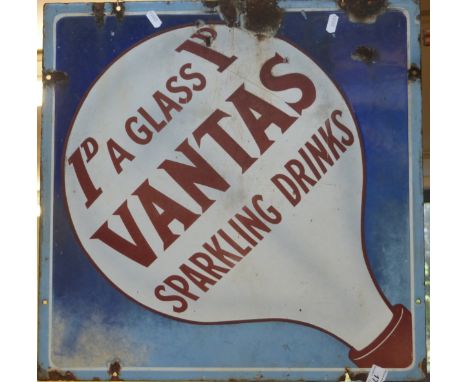 1D A GLASS 1D
VANTAS
SPARKLING DRINKS